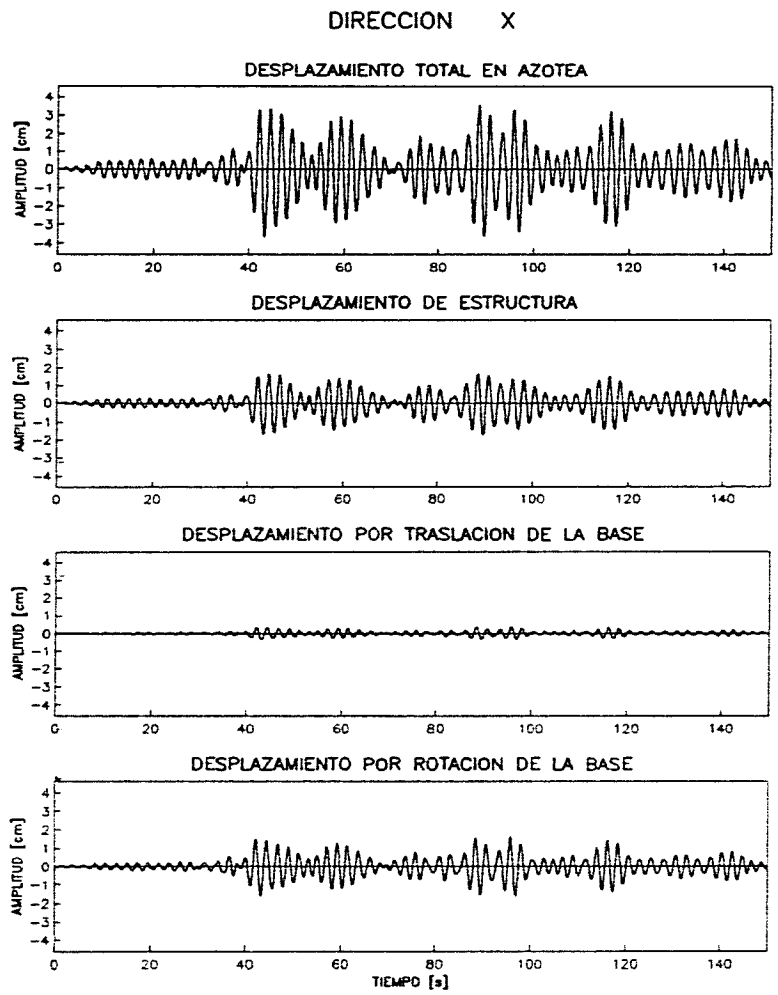 DIRECCION X
DESPLAZAMIENTO TOTAL EN AZOTEA
AMPLITUD [cm]
4
3
2
1
0
−1
−2
−3
−4
0 20 40 60 80 100 120 140
DESPLAZAMIENTO DE ESTRUCTURA
AMPLITUD [cm]
4
3
2
1
0
−1
−2
−3
−4
0 20 40 60 80 100 120 140
DESPLAZAMIENTO POR TRASLACION DE LA BASE
AMPLITUD [cm]
4
3
2
1
0
−1
−2
−3
−4
0 20 40 60 80 100 120 140
DESPLAZAMIENTO POR ROTACION DE LA BASE
AMPLITUD [cm]
4
3
2
1
0
−1
−2
−3
−4
0 20 40 60 80 100 120 140
TIEMPO [s]